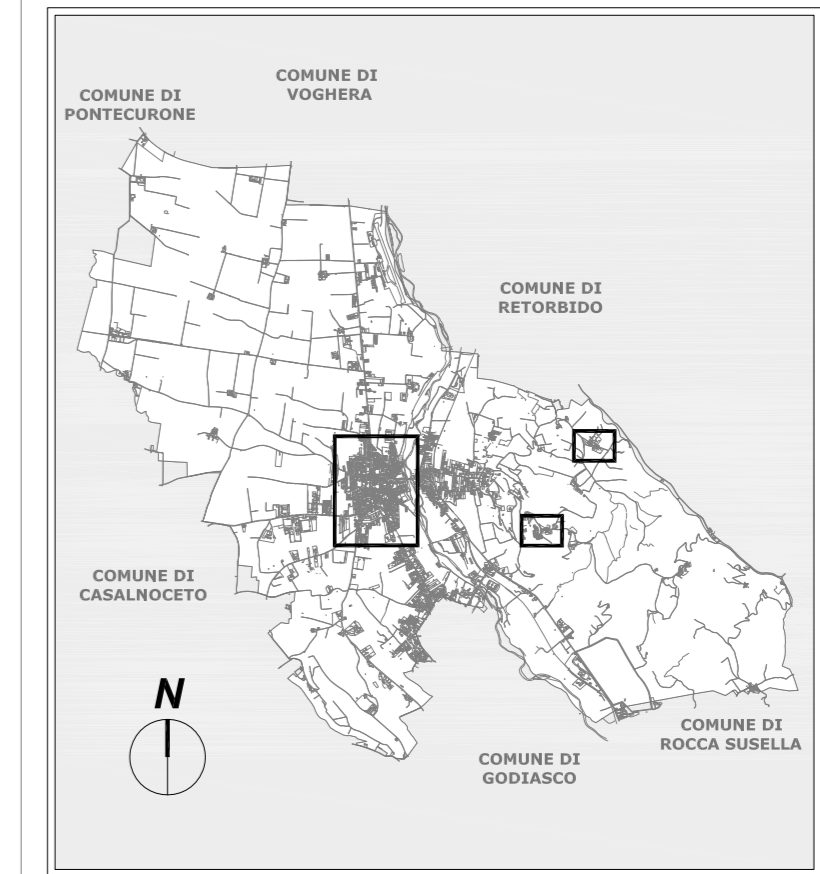 COMUNE DI
VOGHERA
COMUNE DI
PONTECURONE
COMUNE DI
RETORBIDO
COMUNE DI
CASALNOCETO
N
COMUNE DI
ROCCA SUSELLA
COMUNE DI
GODIASCO